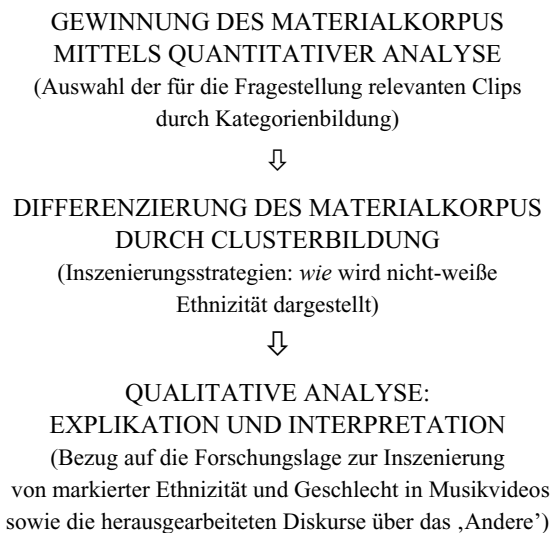 GEWINNUNG DES MATERIALKORPUS
MITTELS QUANTITATIVER ANALYSE
(Auswahl der für die Fragestellung relevanten Clips
durch Kategorienbildung)
⇩
DIFFERENZIERUNG DES MATERIALKORPUS
DURCH CLUSTERBILDUNG
(Inszenierungsstrategien: wie wird nicht-weiße
Ethnizität dargestellt)
⇩
QUALITATIVE ANALYSE:
EXPLIKATION UND INTERPRETATION
(Bezug auf die Forschungslage zur Inszenierung
von markierter Ethnizität und Geschlecht in Musikvideos
sowie die herausgearbeiteten Diskurse über das ‚Andere’)